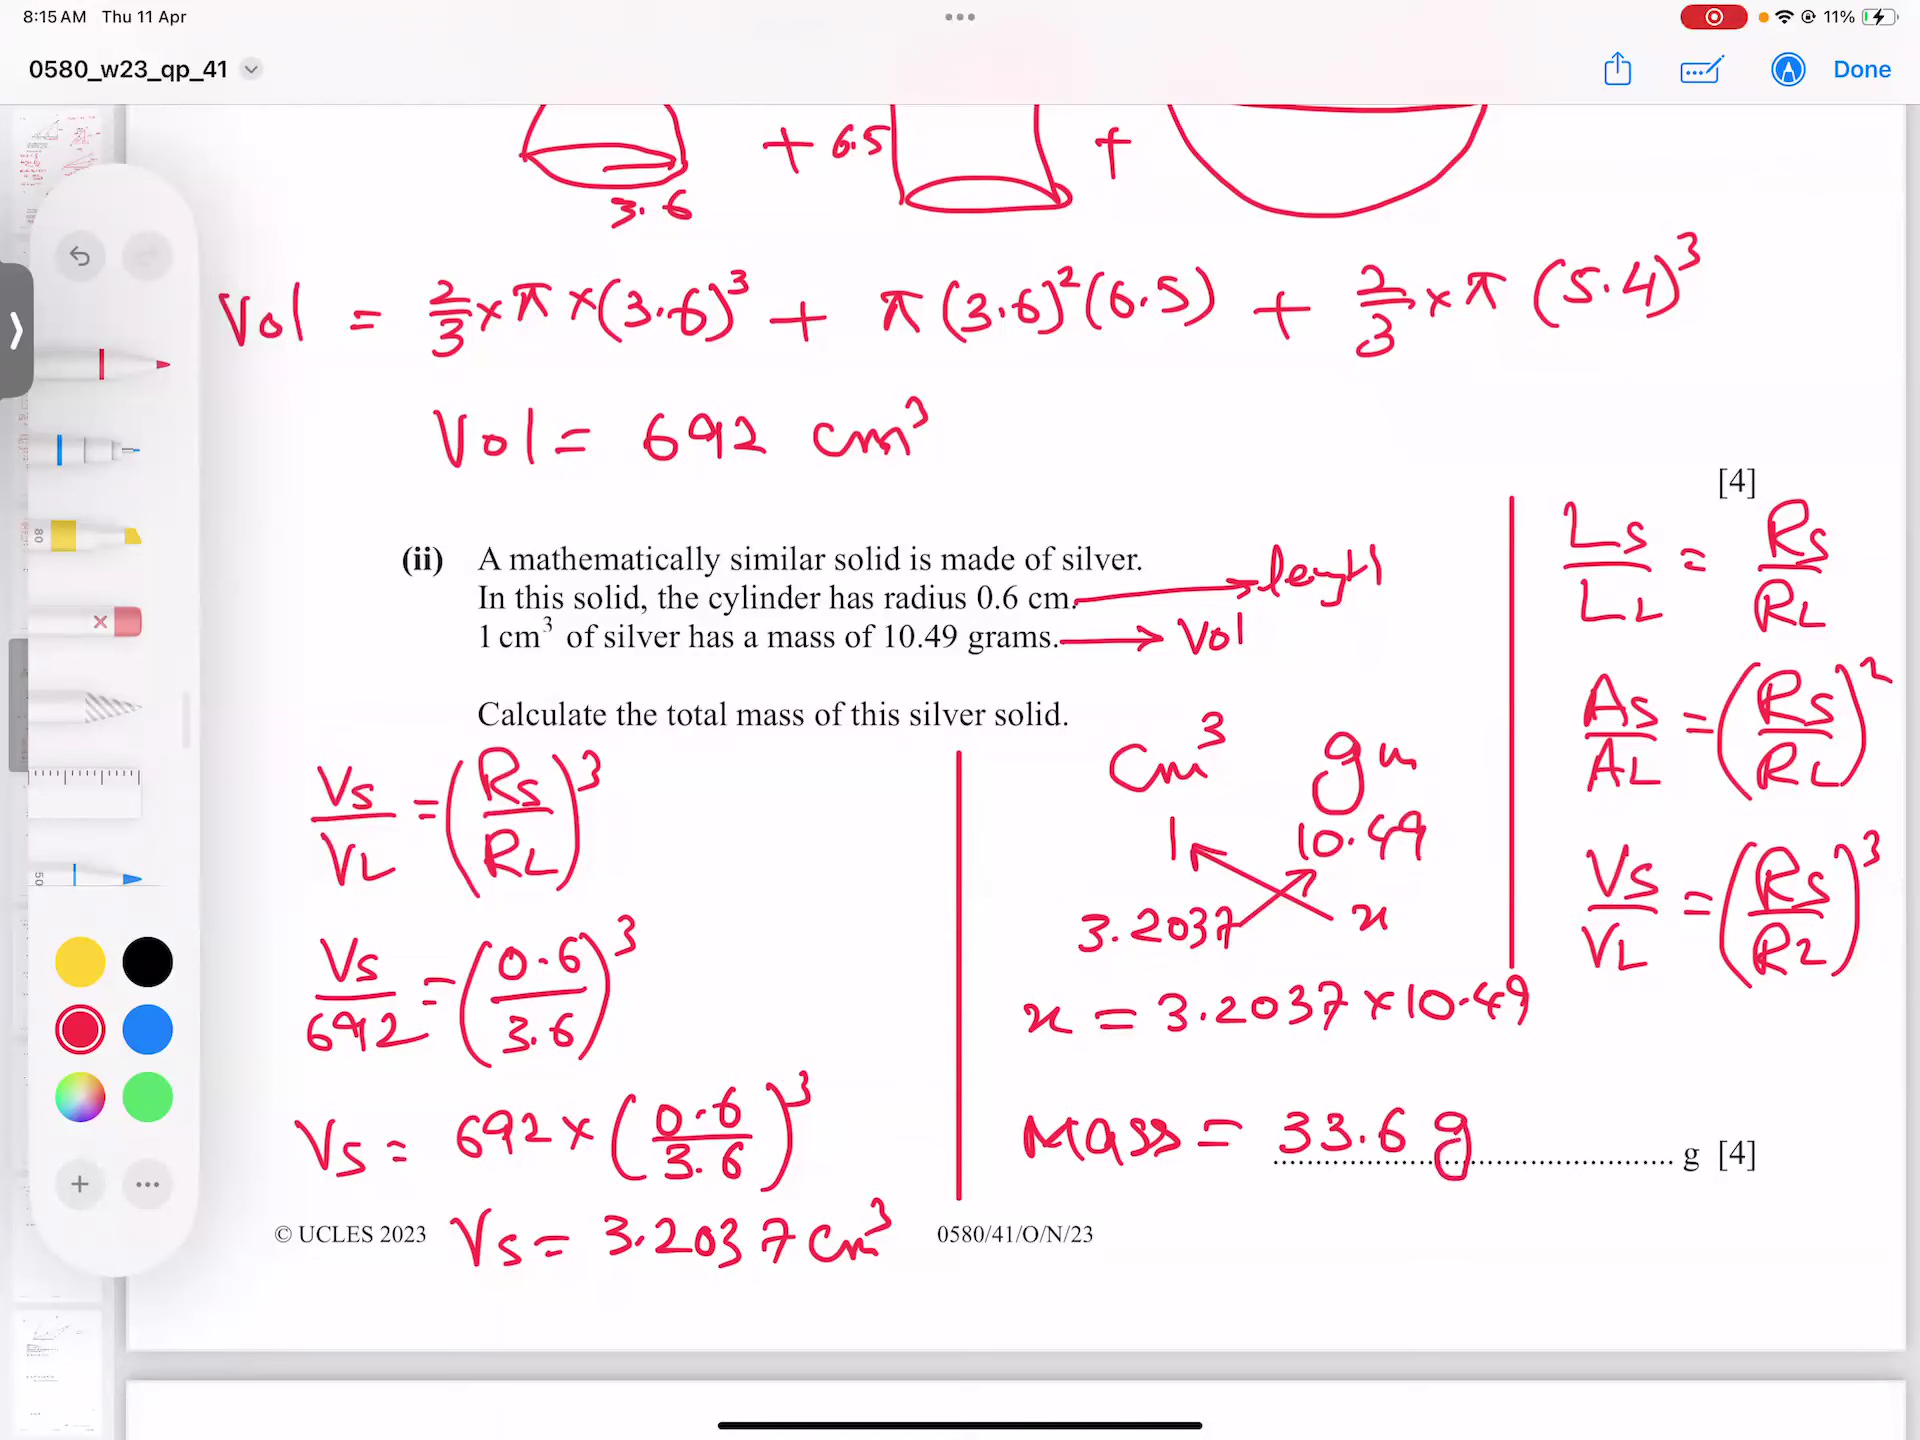 8:15 AM Thu 11 Apr
11%
0580_w23_qp_41
Done
+ 6.5 +
3.6
Vol = 2/3 × π × (3.6)³ + π (3.6)² (6.5) + 2/3 × π (5.4)³
Vol = 692 cm³
[4]
(ii) A mathematically similar solid is made of silver.
In this solid, the cylinder has radius 0.6 cm. → length
1 cm³ of silver has a mass of 10.49 grams. → Vol
Calculate the total mass of this silver solid.
Vs/VL = (Rs/RL)³
Vs/692 = (0.6/3.6)³
Vs = 692 × (0.6/3.6)³
Vs = 3.2037 cm³
cm³ gm
1 10.49
3.2037 x
x = 3.2037 × 10.49
Mass = 33.6 g
g [4]
Ls/LL = Rs/RL
As/AL = (Rs/RL)²
Vs/VL = (Rs/R2)³
© UCLES 2023
0580/41/O/N/23
80
50